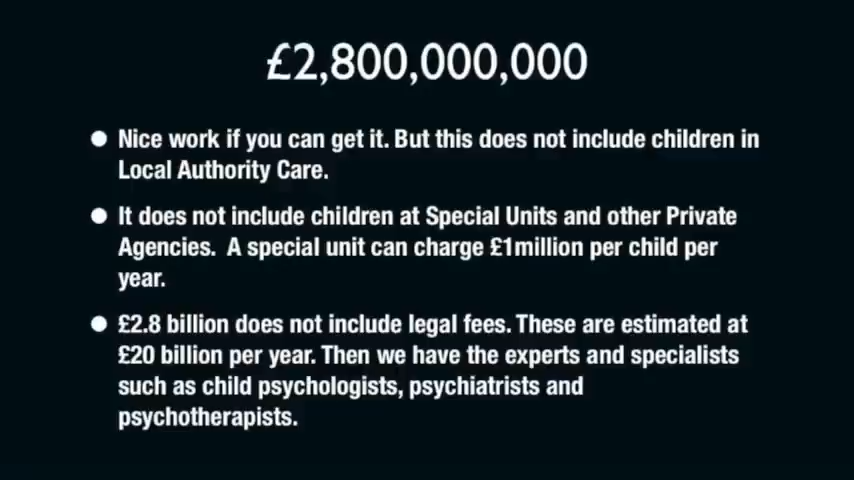 £2,800,000,000
● Nice work if you can get it. But this does not include children in
Local Authority Care.
● It does not include children at Special Units and other Private
Agencies. A special unit can charge £1million per child per
year.
● £2.8 billion does not include legal fees. These are estimated at
£20 billion per year. Then we have the experts and specialists
such as child psychologists, psychiatrists and
psychotherapists.